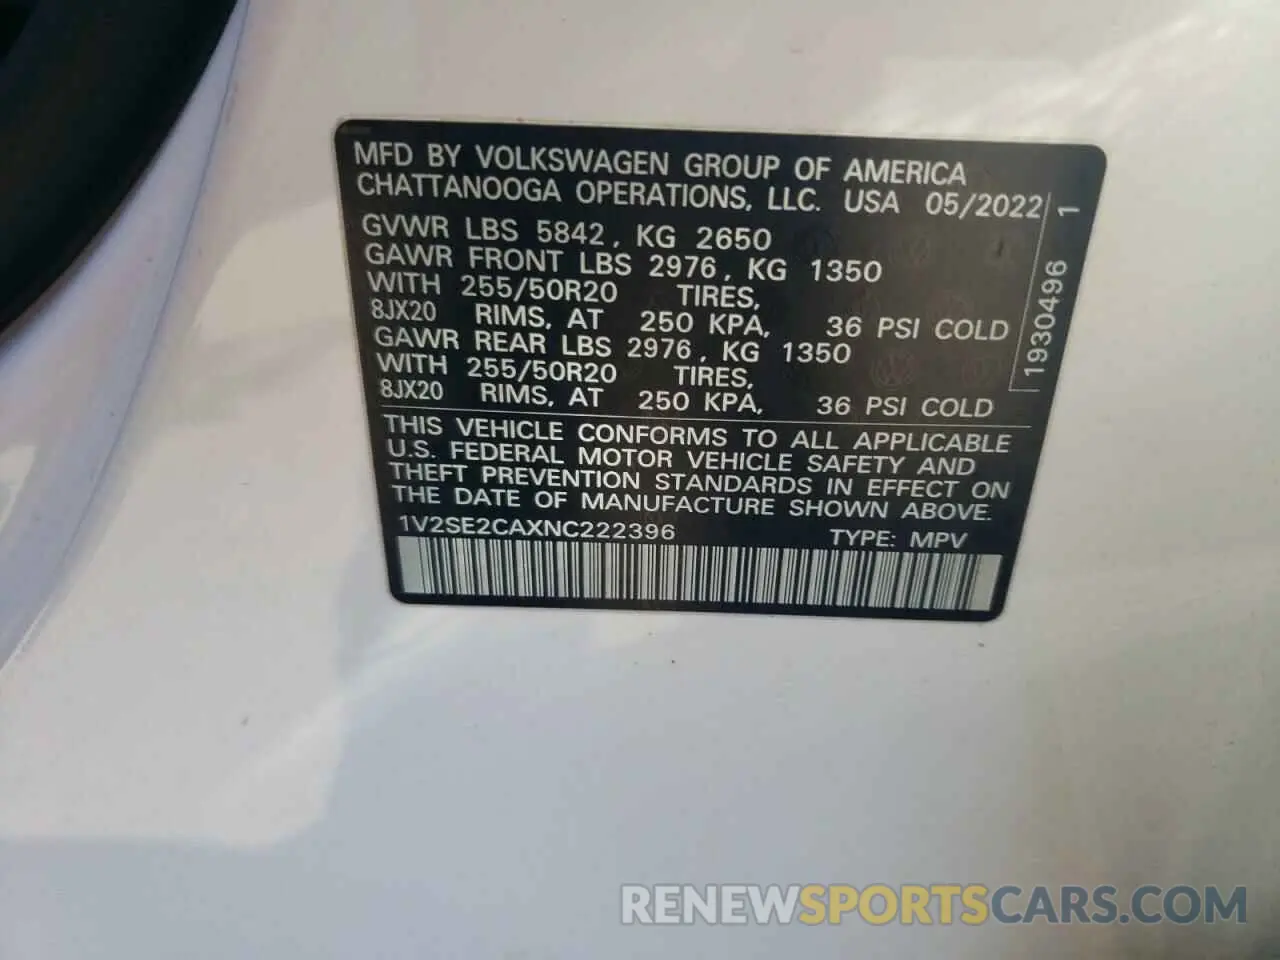 MFD BY VOLKSWAGEN GROUP OF AMERICA
CHATTANOOGA OPERATIONS, LLC. USA 05/2022
GVWR LBS 5842, KG 2650
GAWR FRONT LBS 2976, KG 1350
WITH 255/50R20 TIRES,
8JX20 RIMS, AT 250 KPA, 36 PSI COLD
GAWR REAR LBS 2976, KG 1350
WITH 255/50R20 TIRES,
8JX20 RIMS, AT 250 KPA, 36 PSI COLD
1930496 1
THIS VEHICLE CONFORMS TO ALL APPLICABLE
U.S. FEDERAL MOTOR VEHICLE SAFETY AND
THEFT PREVENTION STANDARDS IN EFFECT ON
THE DATE OF MANUFACTURE SHOWN ABOVE.
1V2SE2CAXNC222396 TYPE: MPV
RENEWSPORTSCARS.COM